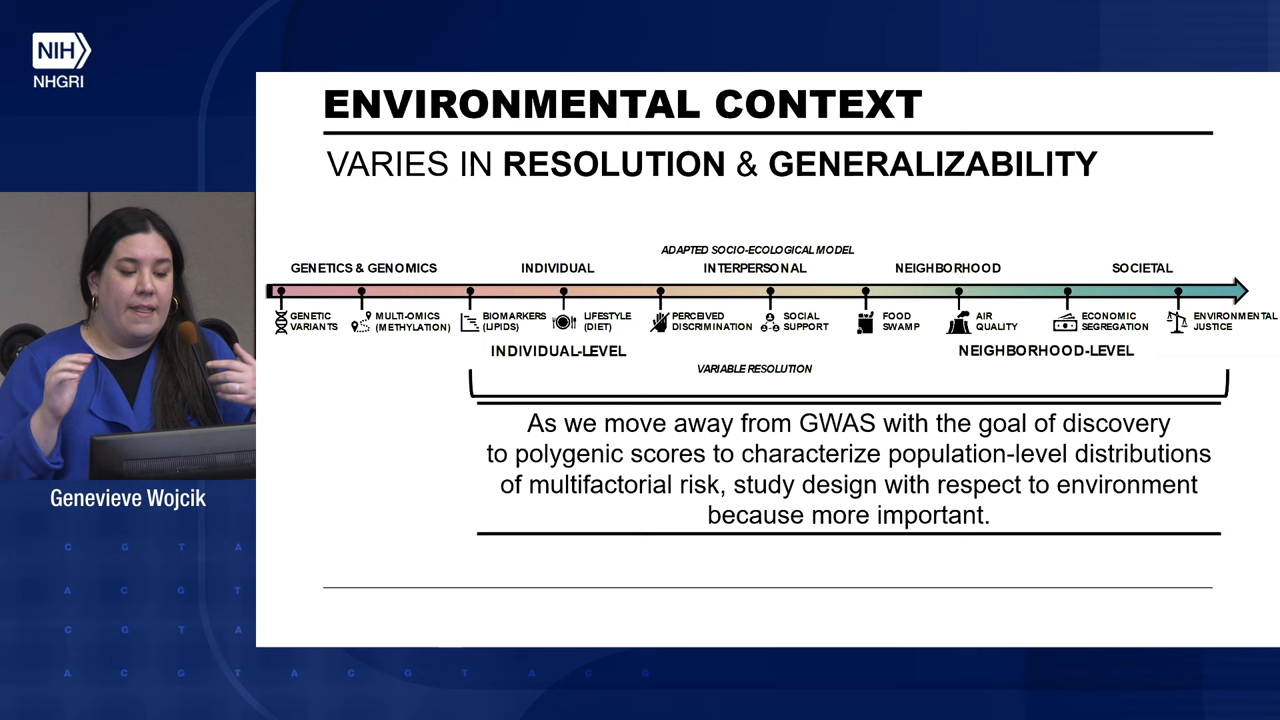 NIH
NHGRI
ENVIRONMENTAL CONTEXT
VARIES IN RESOLUTION & GENERALIZABILITY
ADAPTED SOCIO-ECOLOGICAL MODEL
GENETICS & GENOMICS INDIVIDUAL INTERPERSONAL NEIGHBORHOOD SOCIETAL
GENETIC
VARIANTS
MULTI-OMICS
(METHYLATION)
BIOMARKERS
(LIPIDS)
LIFESTYLE
(DIET)
PERCEIVED
DISCRIMINATION
SOCIAL
SUPPORT
FOOD
SWAMP
AIR
QUALITY
ECONOMIC
SEGREGATION
ENVIRONMENTAL
JUSTICE
INDIVIDUAL-LEVEL
NEIGHBORHOOD-LEVEL
VARIABLE RESOLUTION
As we move away from GWAS with the goal of discovery
to polygenic scores to characterize population-level distributions
of multifactorial risk, study design with respect to environment
because more important.
Genevieve Wojcik
C G T A
A C G T
C G T A
A C G T A C G T A C G